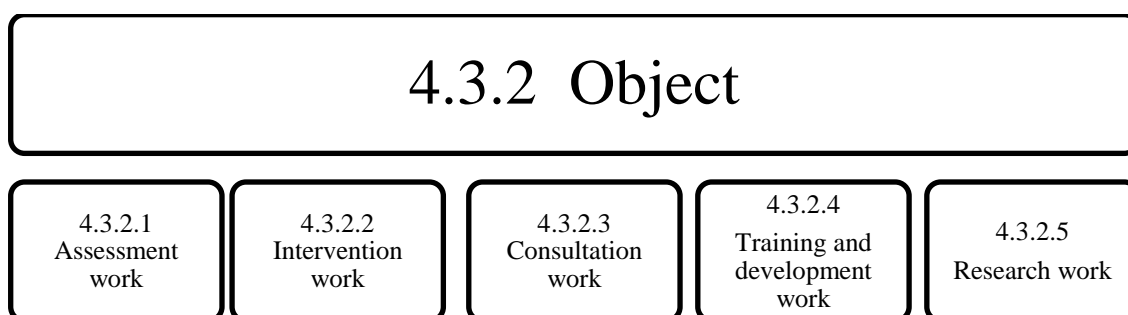 4.3.2 Object
4.3.2.1
Assessment
work
4.3.2.2
Intervention
work
4.3.2.3
Consultation
work
4.3.2.4
Training and
development
work
4.3.2.5
Research work